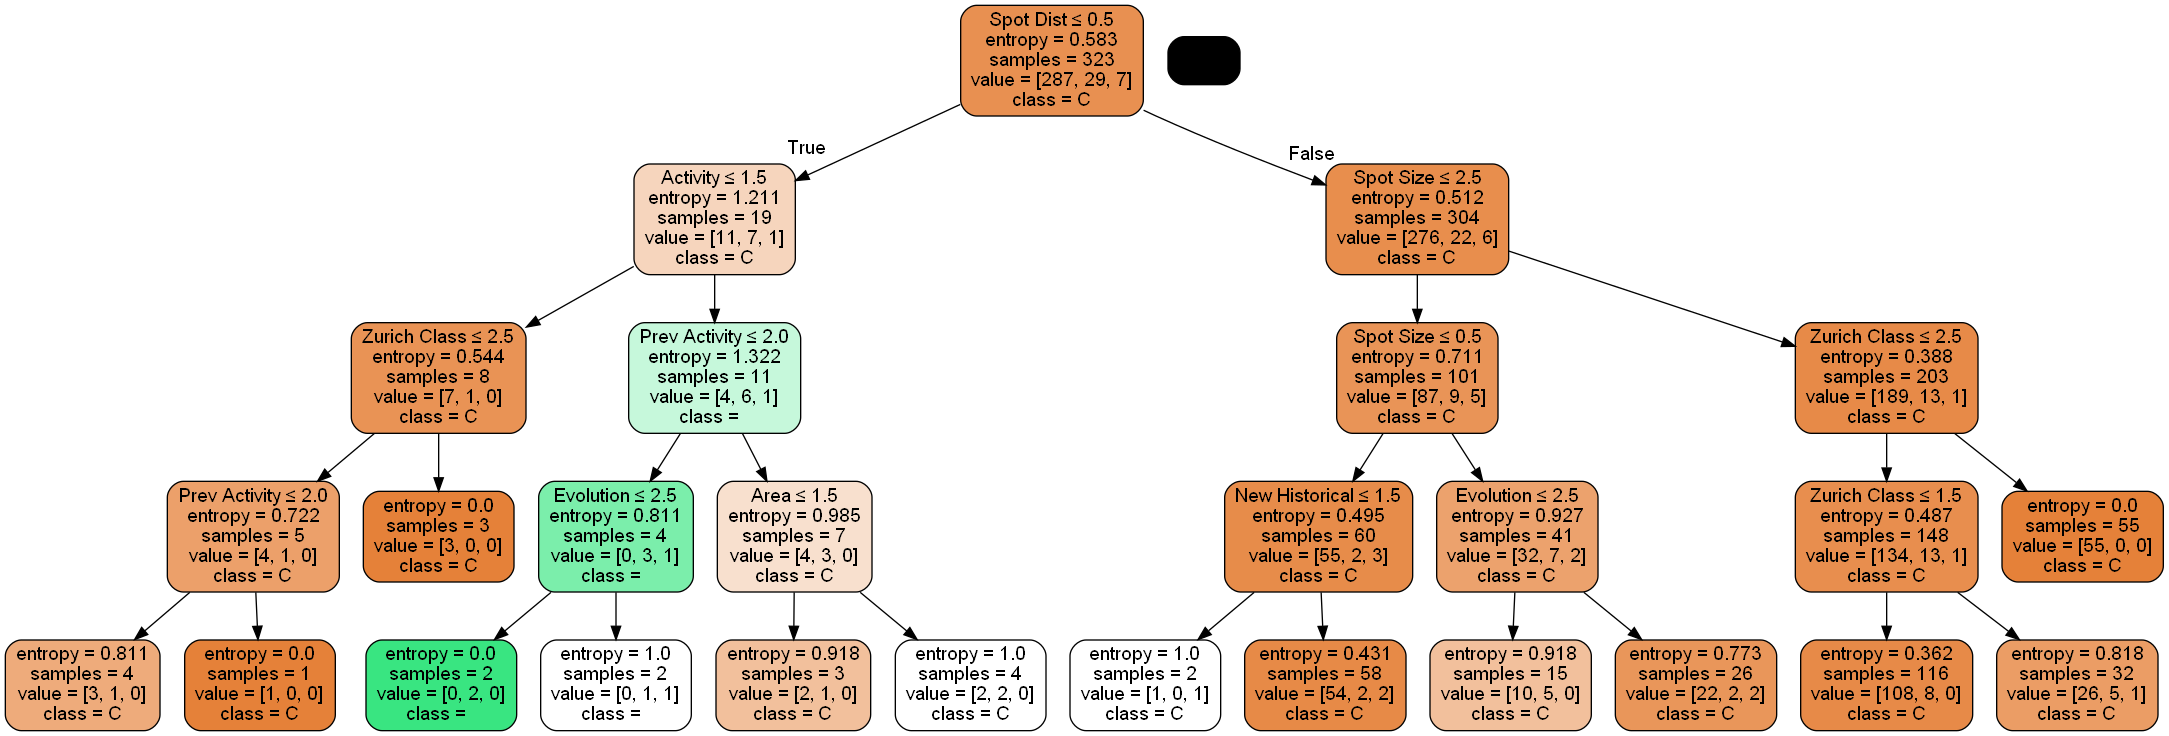 Spot Dist ≤ 0.5
entropy = 0.583
samples = 323
value = [287, 29, 7]
class = C
True
False
Activity ≤ 1.5
entropy = 1.211
samples = 19
value = [11, 7, 1]
class = C
Spot Size ≤ 2.5
entropy = 0.512
samples = 304
value = [276, 22, 6]
class = C
Zurich Class ≤ 2.5
entropy = 0.544
samples = 8
value = [7, 1, 0]
class = C
Prev Activity ≤ 2.0
entropy = 1.322
samples = 11
value = [4, 6, 1]
class =
Spot Size ≤ 0.5
entropy = 0.711
samples = 101
value = [87, 9, 5]
class = C
Zurich Class ≤ 2.5
entropy = 0.388
samples = 203
value = [189, 13, 1]
class = C
Prev Activity ≤ 2.0
entropy = 0.722
samples = 5
value = [4, 1, 0]
class = C
entropy = 0.0
samples = 3
value = [3, 0, 0]
class = C
Evolution ≤ 2.5
entropy = 0.811
samples = 4
value = [0, 3, 1]
class =
Area ≤ 1.5
entropy = 0.985
samples = 7
value = [4, 3, 0]
class = C
New Historical ≤ 1.5
entropy = 0.495
samples = 60
value = [55, 2, 3]
class = C
Evolution ≤ 2.5
entropy = 0.927
samples = 41
value = [32, 7, 2]
class = C
Zurich Class ≤ 1.5
entropy = 0.487
samples = 148
value = [134, 13, 1]
class = C
entropy = 0.0
samples = 55
value = [55, 0, 0]
class = C
entropy = 0.811
samples = 4
value = [3, 1, 0]
class = C
entropy = 0.0
samples = 1
value = [1, 0, 0]
class = C
entropy = 0.0
samples = 2
value = [0, 2, 0]
class =
entropy = 1.0
samples = 2
value = [0, 1, 1]
class =
entropy = 0.918
samples = 3
value = [2, 1, 0]
class = C
entropy = 1.0
samples = 4
value = [2, 2, 0]
class = C
entropy = 1.0
samples = 2
value = [1, 0, 1]
class = C
entropy = 0.431
samples = 58
value = [54, 2, 2]
class = C
entropy = 0.918
samples = 15
value = [10, 5, 0]
class = C
entropy = 0.773
samples = 26
value = [22, 2, 2]
class = C
entropy = 0.362
samples = 116
value = [108, 8, 0]
class = C
entropy = 0.818
samples = 32
value = [26, 5, 1]
class = C